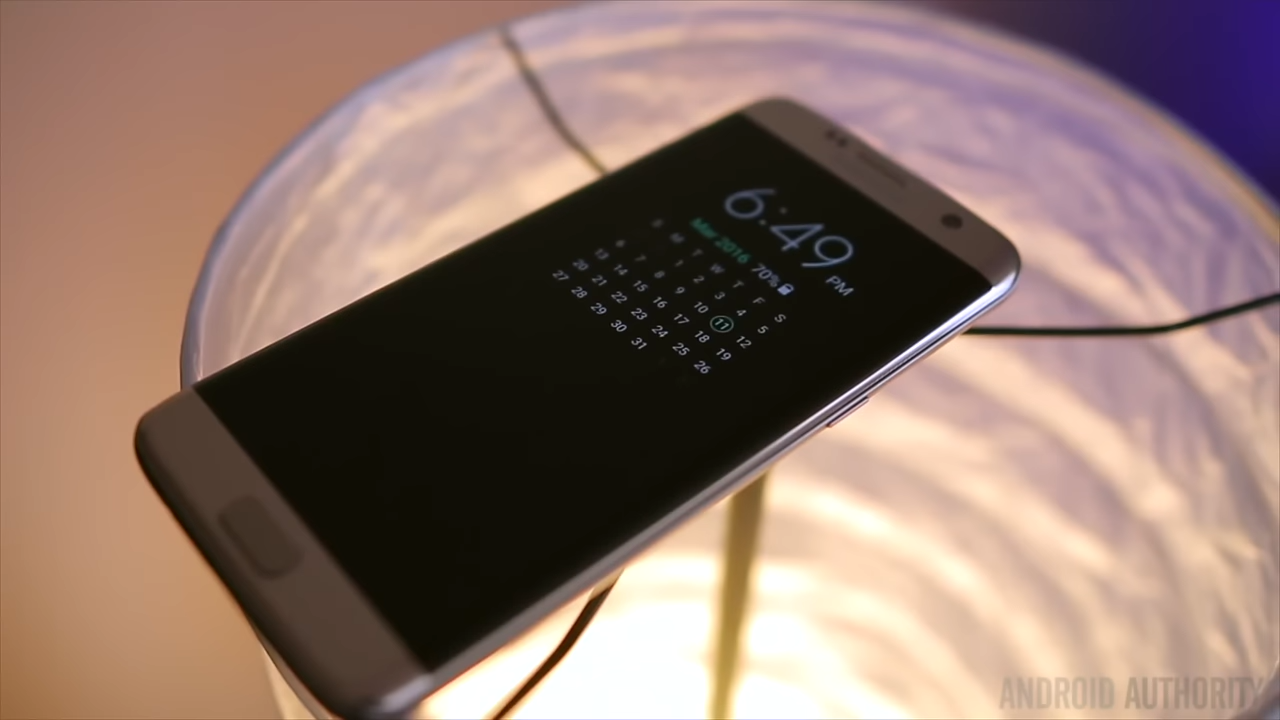 6:49 PM
Mar 2016 70%
S M T W T F S
1 2 3 4 5
6 7 8 9 10 11 12
13 14 15 16 17 18 19
20 21 22 23 24 25 26
27 28 29 30 31
ANDROID AUTHORITY